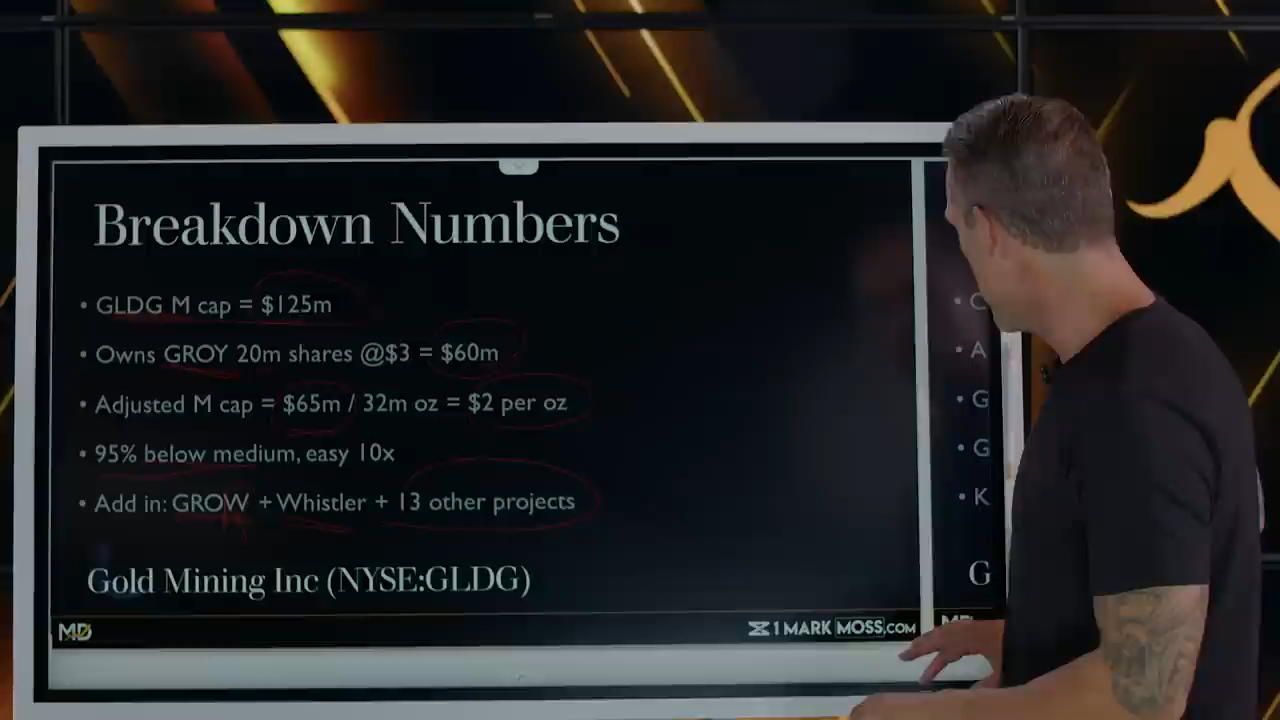 Breakdown Numbers
• GLDG M cap = $125m
• Owns GROY 20m shares @$3 = $60m
• Adjusted M cap = $65m / 32m oz = $2 per oz
• 95% below medium, easy 10x
• Add in: GROW + Whistler + 13 other projects
Gold Mining Inc (NYSE:GLDG)
MD
1 MARK MOSS.COM
• C
• A
• G
• G
• K
G